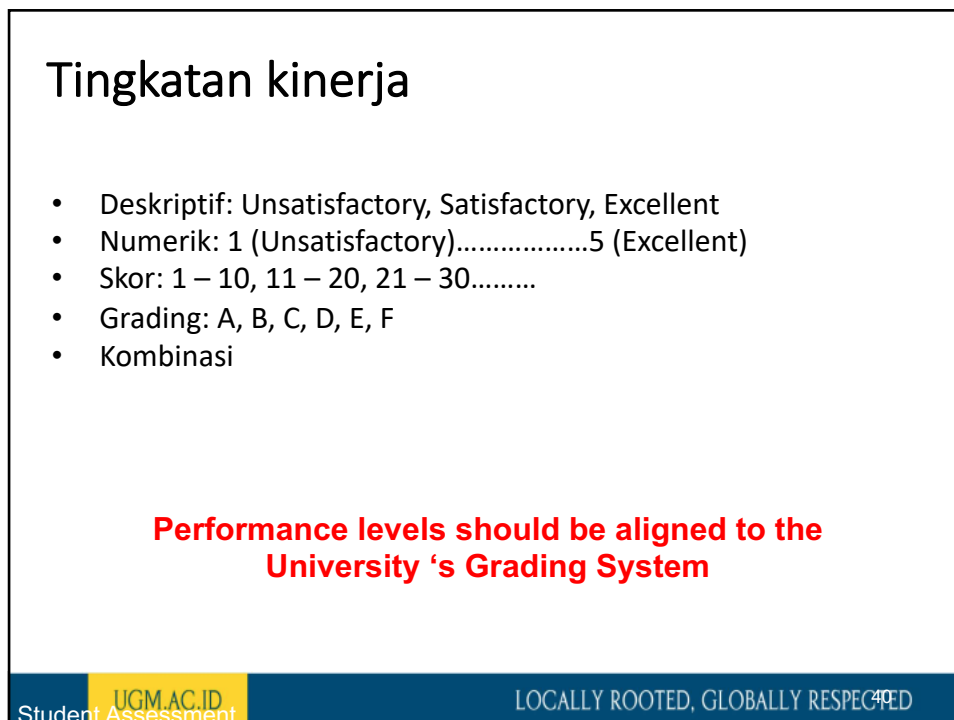 Tingkatan kinerja
• Deskriptif: Unsatisfactory, Satisfactory, Excellent
• Numerik: 1 (Unsatisfactory)………………5 (Excellent)
• Skor: 1 – 10, 11 – 20, 21 – 30………
• Grading: A, B, C, D, E, F
• Kombinasi
Performance levels should be aligned to the
University ‘s Grading System
UGM.AC.ID
Student Assessment
LOCALLY ROOTED, GLOBALLY RESPECTED
40